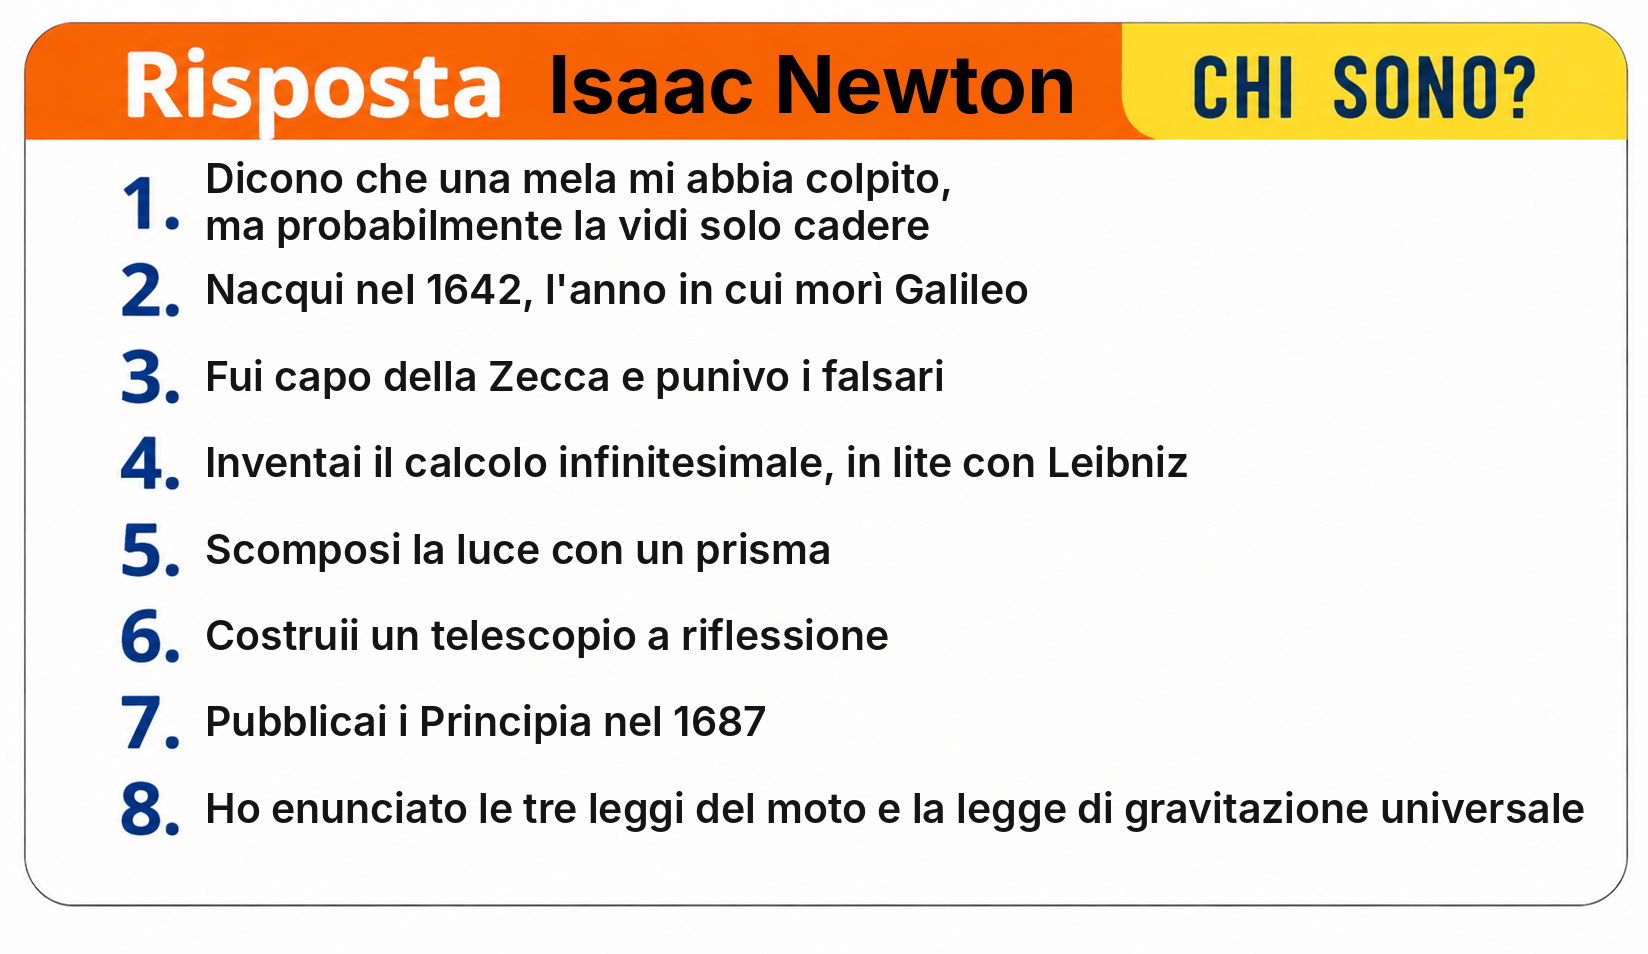 Risposta Isaac Newton CHI SONO?
1. Dicono che una mela mi abbia colpito,
ma probabilmente la vidi solo cadere
2. Nacqui nel 1642, l'anno in cui morì Galileo
3. Fui capo della Zecca e punivo i falsari
4. Inventai il calcolo infinitesimale, in lite con Leibniz
5. Scomposi la luce con un prisma
6. Costruii un telescopio a riflessione
7. Pubblicai i Principia nel 1687
8. Ho enunciato le tre leggi del moto e la legge di gravitazione universale